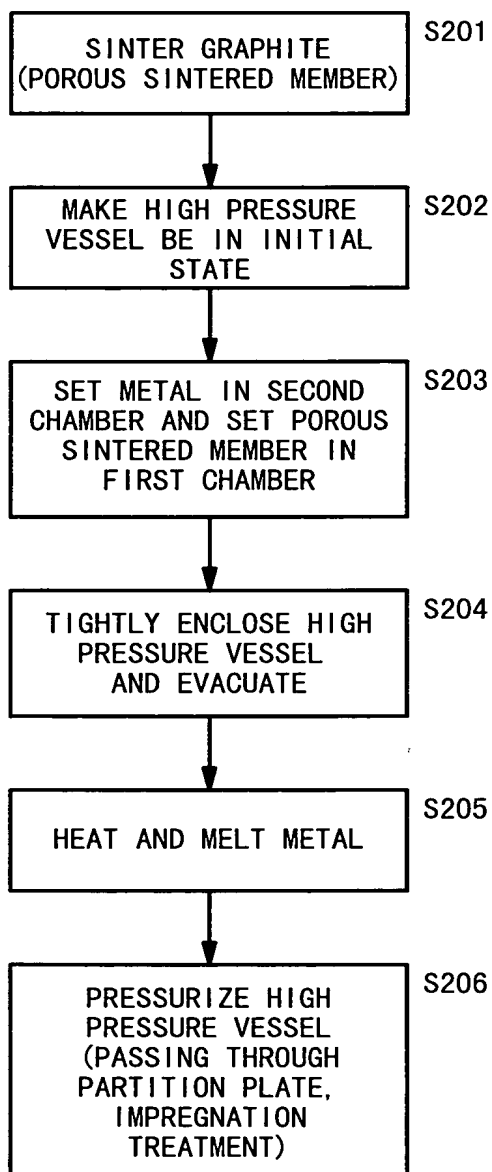 S201
SINTER GRAPHITE
(POROUS SINTERED MEMBER)
S202
MAKE HIGH PRESSURE
VESSEL BE IN INITIAL
STATE
S203
SET METAL IN SECOND
CHAMBER AND SET POROUS
SINTERED MEMBER IN
FIRST CHAMBER
S204
TIGHTLY ENCLOSE HIGH
PRESSURE VESSEL
AND EVACUATE
S205
HEAT AND MELT METAL
S206
PRESSURIZE HIGH
PRESSURE VESSEL
(PASSING THROUGH
PARTITION PLATE,
IMPREGNATION
TREATMENT)